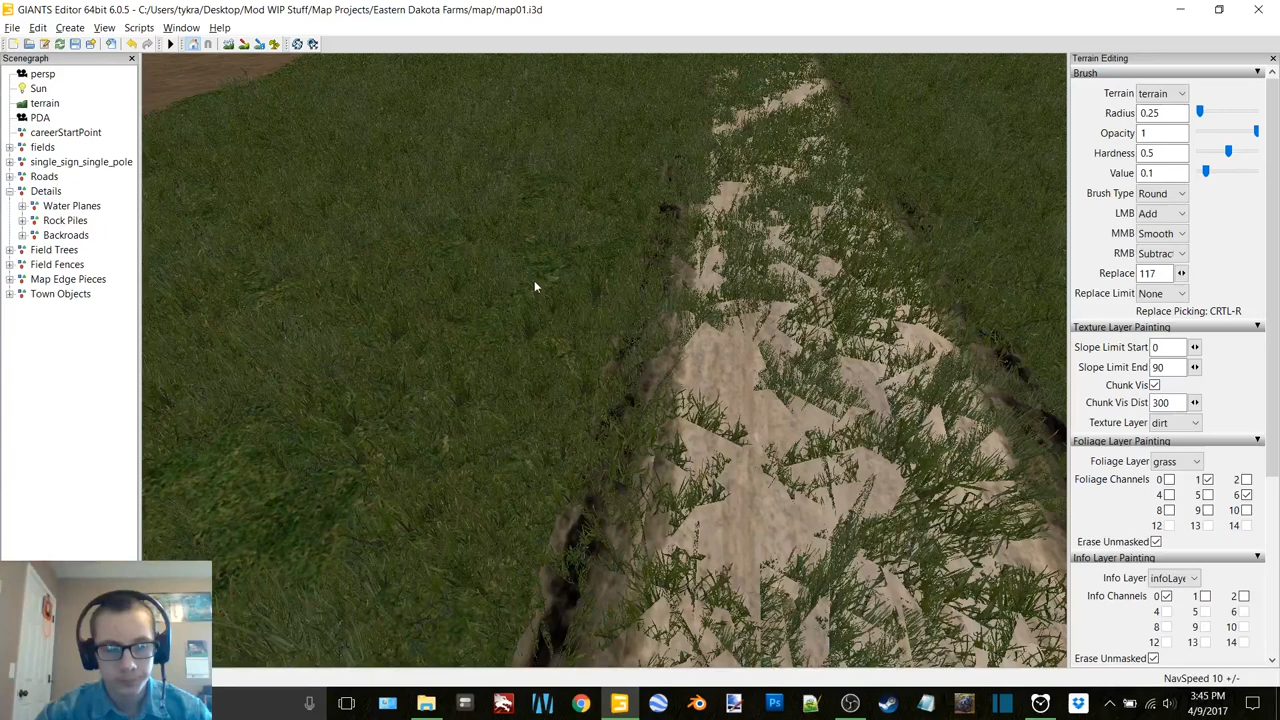 GIANTS Editor 64bit 6.0.5 - C:/Users/tykra/Desktop/Mod WIP Stuff/Map Projects/Eastern Dakota Farms/map/map01.i3d
File Edit Create View Scripts Window Help
Scenegraph
persp
Sun
terrain
PDA
careerStartPoint
fields
single_sign_single_pole
Roads
Details
Water Planes
Rock Piles
Backroads
Field Trees
Field Fences
Map Edge Pieces
Town Objects
Terrain Editing
Brush
Terrain terrain
Radius 0.25
Opacity 1
Hardness 0.5
Value 0.1
Brush Type Round
LMB Add
MMB Smooth
RMB Subtrac
Replace 117
Replace Limit None
Replace Picking: CRTL-R
Texture Layer Painting
Slope Limit Start 0
Slope Limit End 90
Chunk Vis
Chunk Vis Dist 300
Texture Layer dirt
Foliage Layer Painting
Foliage Layer grass
Foliage Channels 0 1 2
4 5 6
8 9 10
12 13 14
Erase Unmasked
Info Layer Painting
Info Layer infoLaye
Info Channels 0 1 2
4 5 6
8 9 10
12 13 14
Erase Unmasked
NavSpeed 10 +/-
3:45 PM
4/9/2017